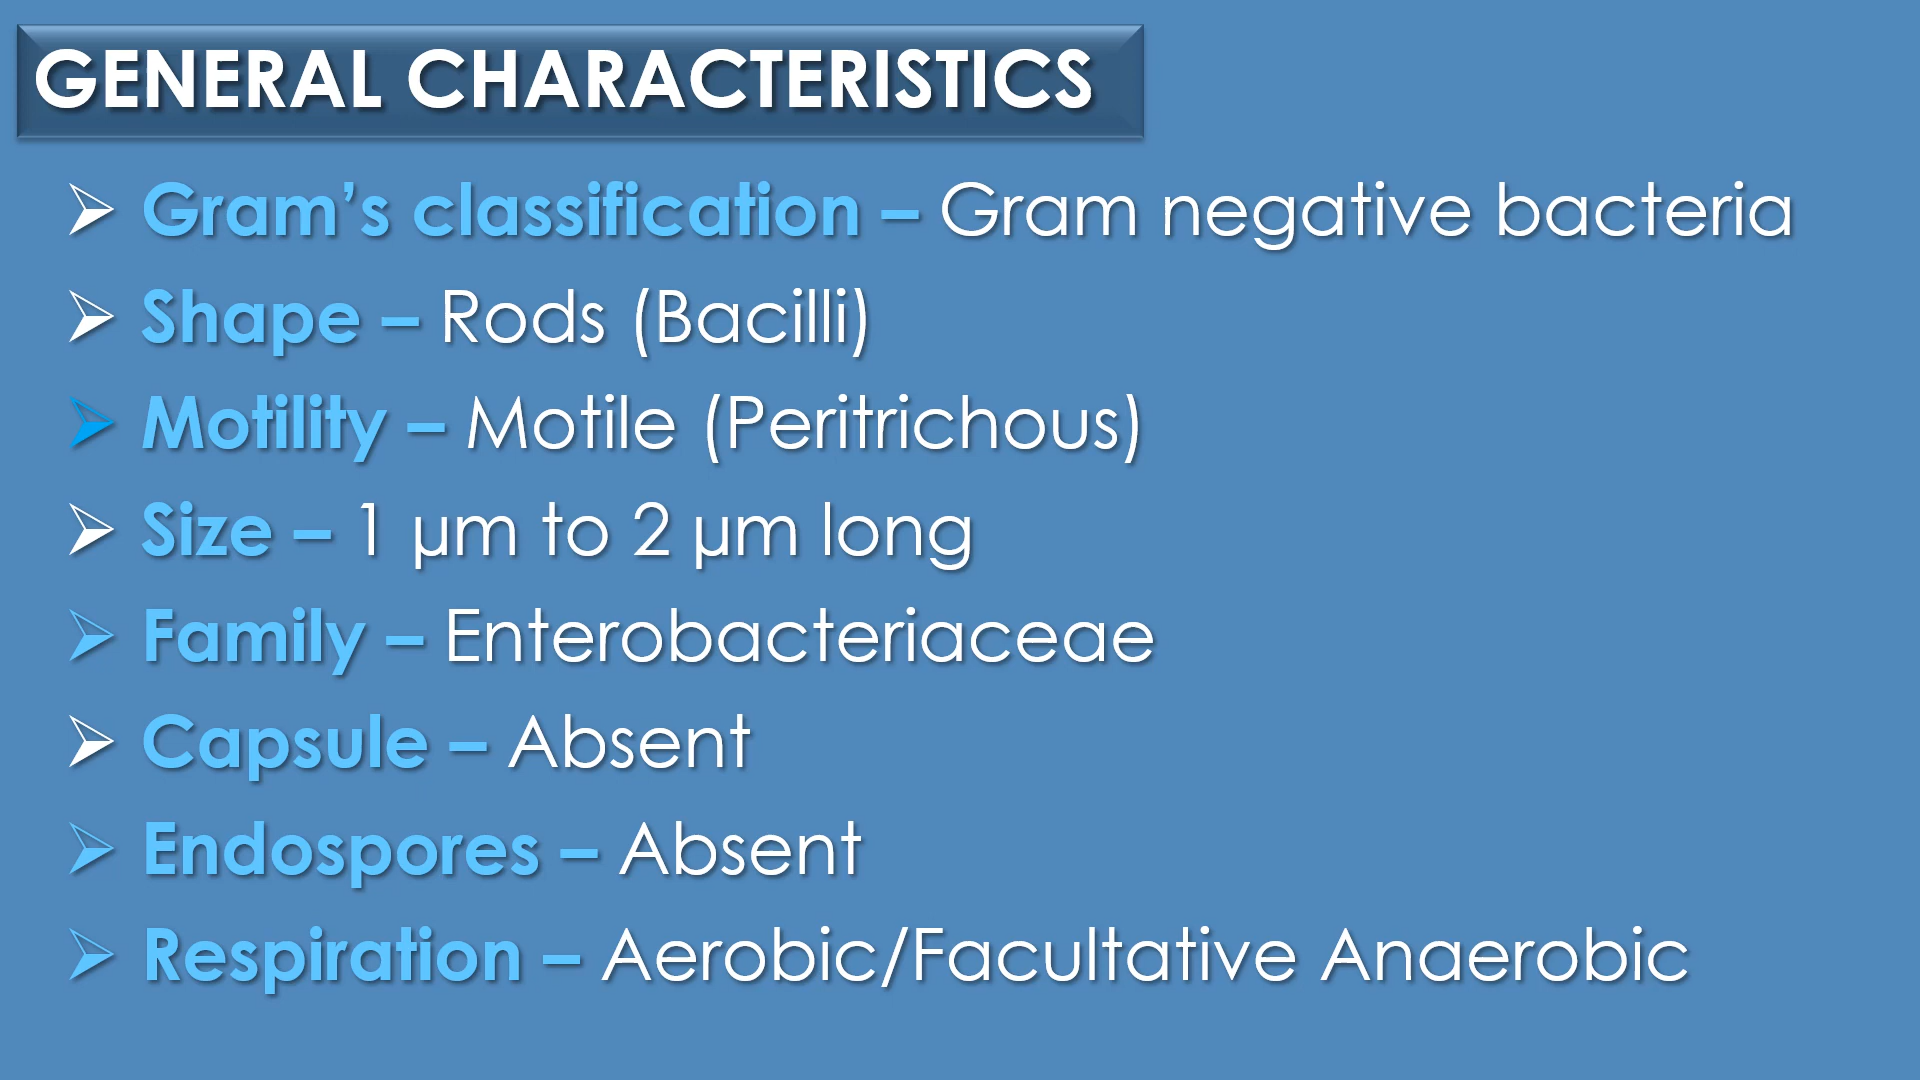 GENERAL CHARACTERISTICS
➢ Gram’s classification – Gram negative bacteria
➢ Shape – Rods (Bacilli)
➢ Motility – Motile (Peritrichous)
➢ Size – 1 µm to 2 µm long
➢ Family – Enterobacteriaceae
➢ Capsule – Absent
➢ Endospores – Absent
➢ Respiration – Aerobic/Facultative Anaerobic